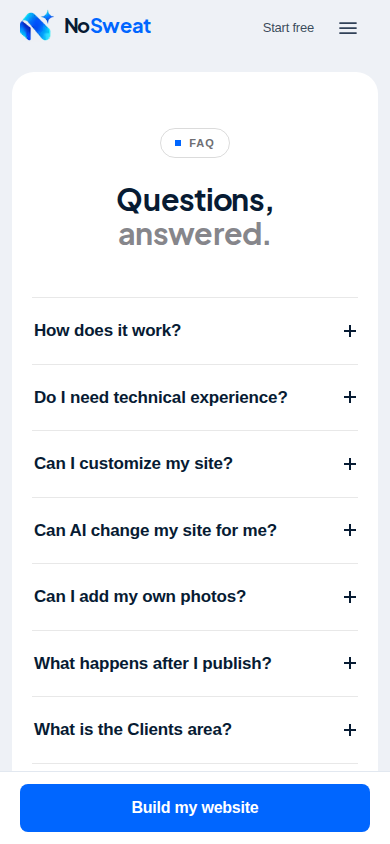 NoSweat
Start free
FAQ
Questions,
answered.
How does it work?
Do I need technical experience?
Can I customize my site?
Can AI change my site for me?
Can I add my own photos?
What happens after I publish?
What is the Clients area?
Build my website